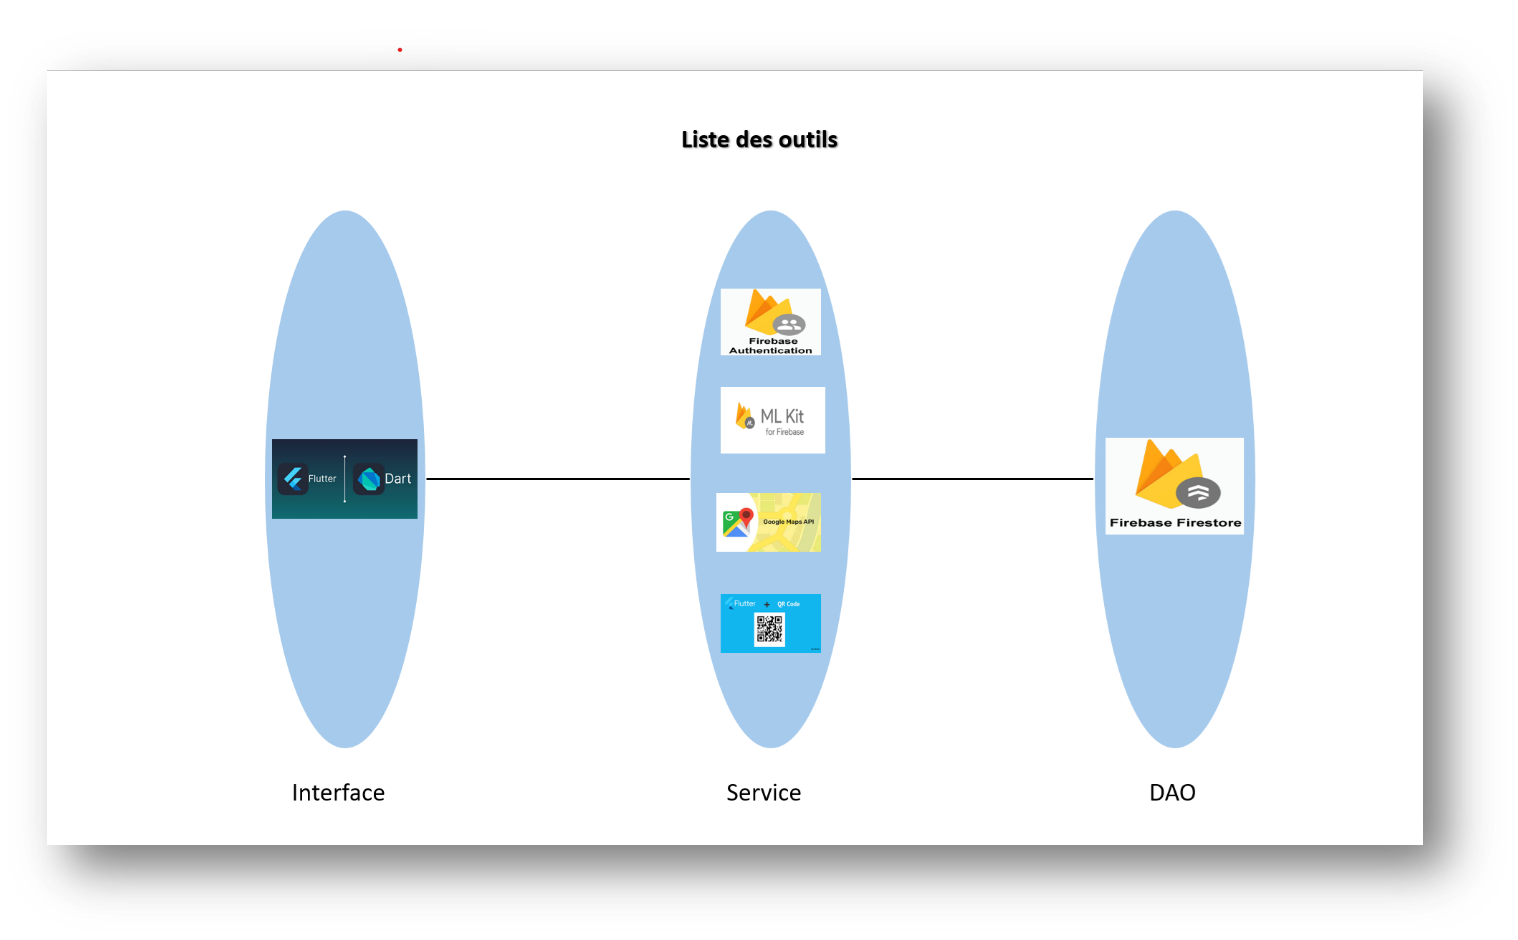 Liste des outils
Firebase
Authentication
ML Kit
for Firebase
Flutter
Dart
Google Maps API
Firebase Firestore
Flutter + QR Code
Interface
Service
DAO